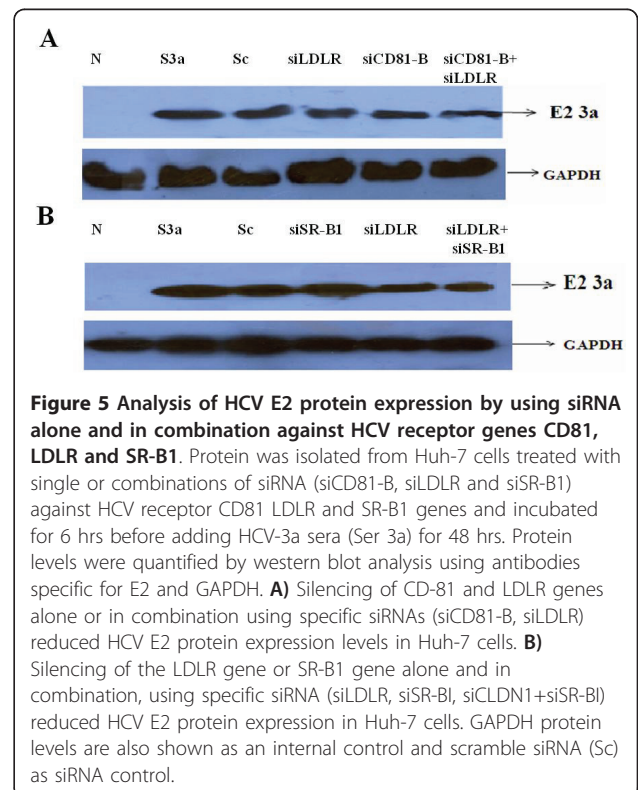 A
N S3a Sc siLDLR siCD81-B siCD81-B+
siLDLR
E2 3a
GAPDH
B
N S3a Sc siSR-B1 siLDLR siLDLR+
siSR-B1
E2 3a
GAPDH
Figure 5 Analysis of HCV E2 protein expression by using siRNA
alone and in combination against HCV receptor genes CD81,
LDLR and SR-B1. Protein was isolated from Huh-7 cells treated with
single or combinations of siRNA (siCD81-B, siLDLR and siSR-B1)
against HCV receptor CD81 LDLR and SR-B1 genes and incubated
for 6 hrs before adding HCV-3a sera (Ser 3a) for 48 hrs. Protein
levels were quantified by western blot analysis using antibodies
specific for E2 and GAPDH. A) Silencing of CD-81 and LDLR genes
alone or in combination using specific siRNAs (siCD81-B, siLDLR)
reduced HCV E2 protein expression levels in Huh-7 cells. B)
Silencing of the LDLR gene or SR-B1 gene alone and in
combination, using specific siRNA (siLDLR, siSR-BI, siCLDN1+siSR-BI)
reduced HCV E2 protein expression in Huh-7 cells. GAPDH protein
levels are also shown as an internal control and scramble siRNA (Sc)
as siRNA control.